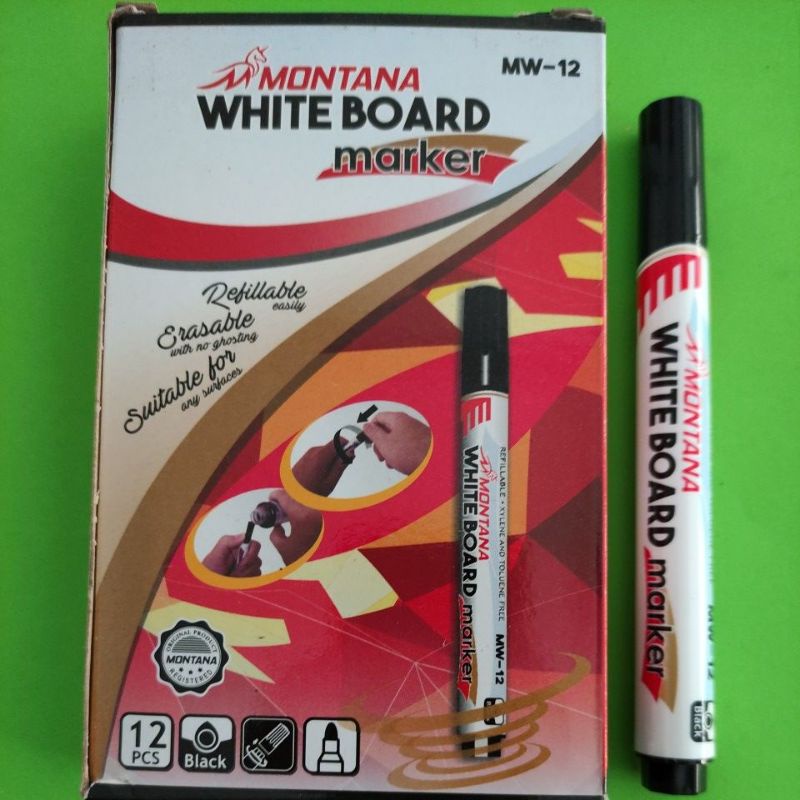 MONTANA
MW-12
WHITE BOARD
marker
Refillable
easily
Erasable
with no ghosting
Suitable for
any surfaces
MONTANA
WHITE BOARD
marker
REFILLABLE • XYLENE AND TOLUENE FREE
MW-12
ORIGINAL PRODUCT
MONTANA
REGISTERED
12
PCS
Black
MONTANA
WHITE BOARD
marker
MW-12
Black